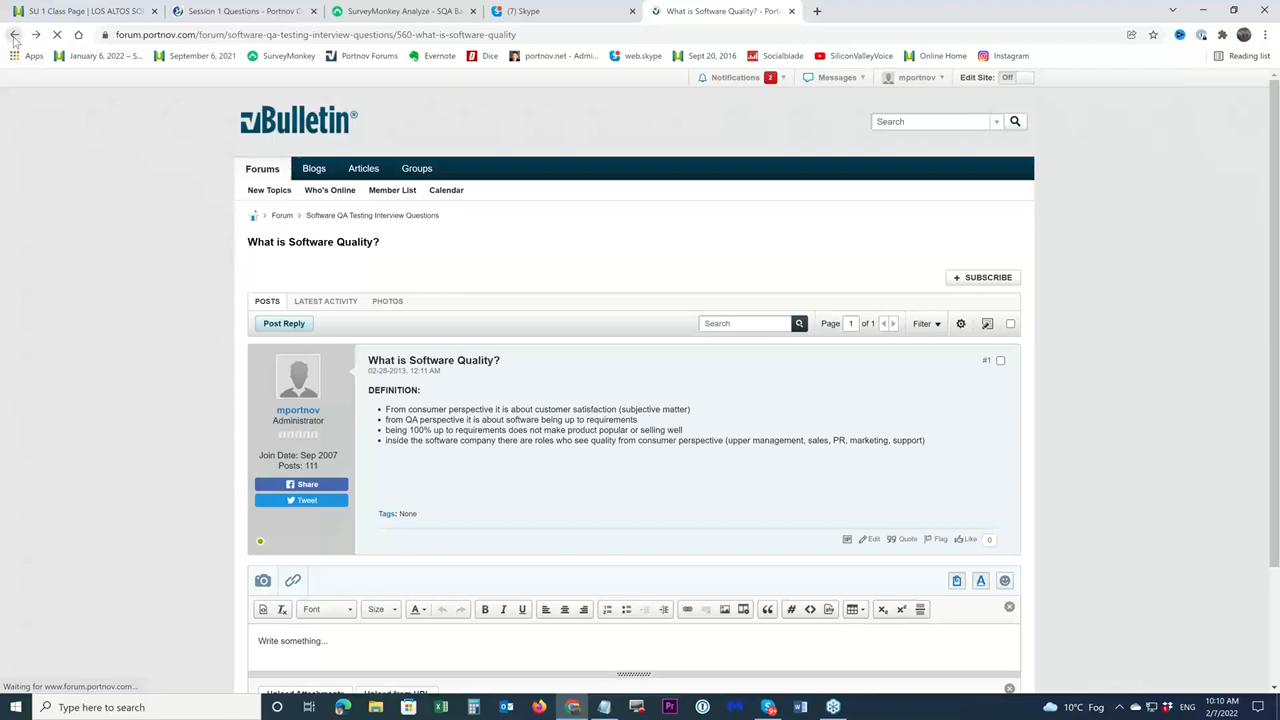 SU 1 Class Page | LOS ALTOS SO
Session 1 Questions - Portnov C
SurveyMonkey Analyze - SQA Ba
(7) Skype
What is Software Quality? - Port
forum.portnov.com/forum/software-qa-testing-interview-questions/560-what-is-software-quality
Apps
January 6, 2022 – S...
September 6, 2021
SurveyMonkey
Portnov Forums
Evernote
Dice
portnov.net - Admi...
web.skype
Sept 20, 2016
Socialblade
SiliconValleyVoice
Online Home
Instagram
Reading list
Notifications 2
Messages
mportnov
Edit Site: Off
vBulletin®
Search
Forums Blogs Articles Groups
New Topics Who's Online Member List Calendar
Forum > Software QA Testing Interview Questions
What is Software Quality?
+ SUBSCRIBE
POSTS LATEST ACTIVITY PHOTOS
Post Reply
Search
Page 1 of 1
Filter
mportnov
Administrator
Join Date: Sep 2007
Posts: 111
Share
Tweet
What is Software Quality?
#1
02-28-2013, 12:11 AM
DEFINITION:
• From consumer perspective it is about customer satisfaction (subjective matter)
• from QA perspective it is about software being up to requirements
• being 100% up to requirements does not make product popular or selling well
• inside the software company there are roles who see quality from consumer perspective (upper management, sales, PR, marketing, support)
Tags: None
Edit Quote Flag Like 0
Font Size A B I U
Write something...
Upload Attachments Upload from URL
Waiting for www.forum.portnov.com...
Type here to search
10°C Fog
10:10 AM
2/7/2022